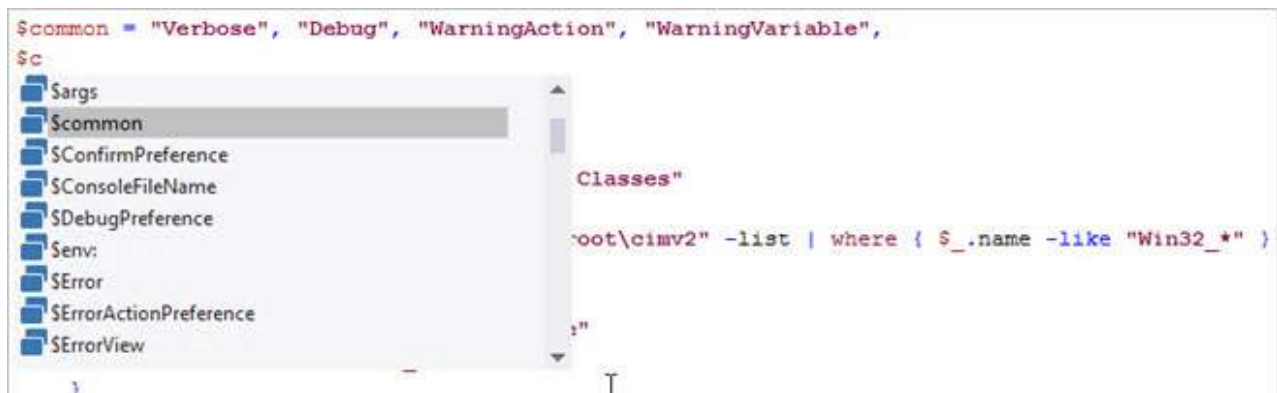 $common = "Verbose", "Debug", "WarningAction", "WarningVariable",
$c
$args
$common
$ConfirmPreference
$ConsoleFileName
Classes"
$DebugPreference
$env:
oot\cimv2" -list | where { $_.name -like "Win32_*" }
$Error
$ErrorActionPreference
"
$ErrorView
_
}